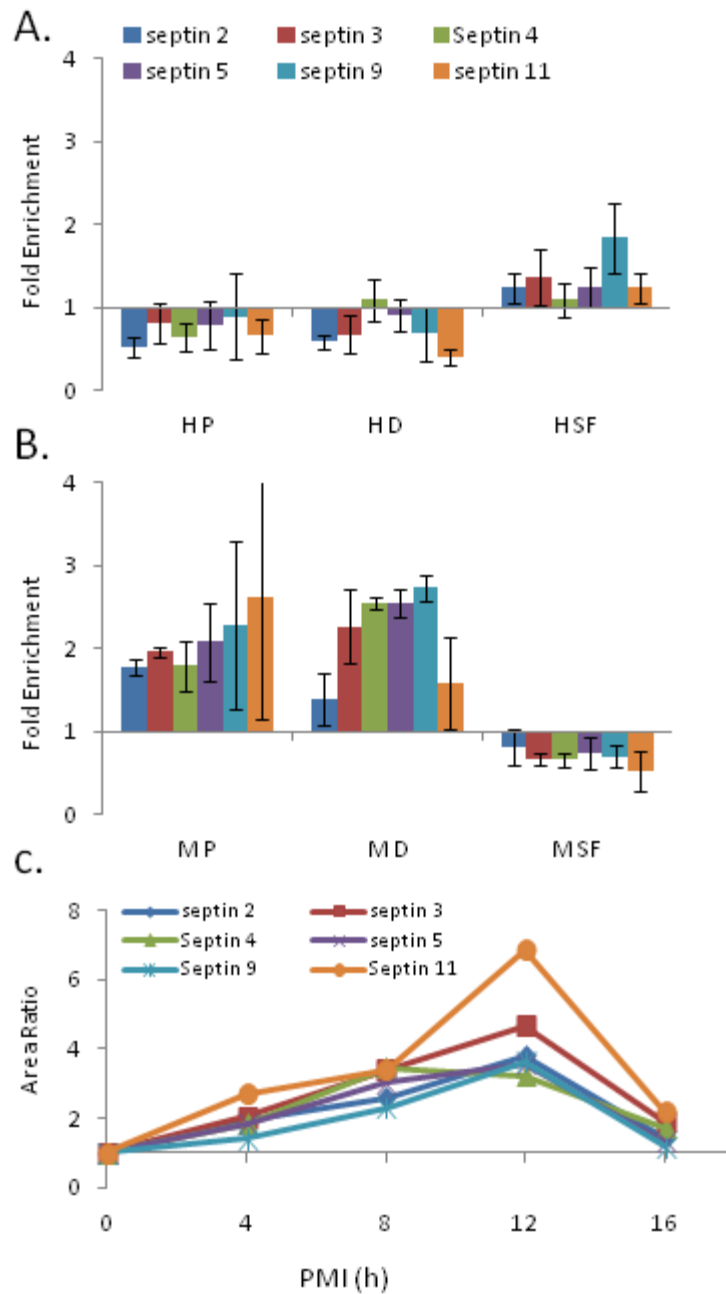 A.
septin 2 septin 3 Septin 4
septin 5 septin 9 septin 11
4
3
2
1
0
Fold Enrichment
HP HD HSF
B.
4
3
2
1
0
Fold Enrichment
MP MD MSF
C.
septin 2 septin 3
Septin 4 septin 5
Septin 9 Septin 11
8
6
4
2
0
Area Ratio
0 4 8 12 16
PMI (h)